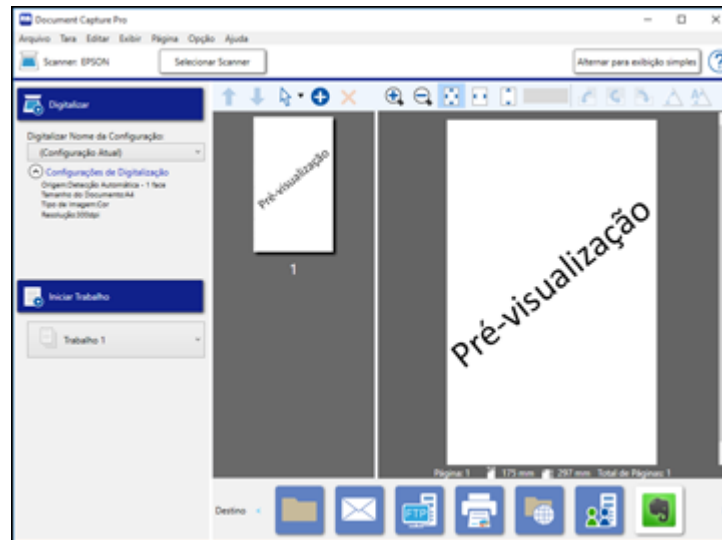 Document Capture Pro
Arquivo Tara Editar Exibir Página Opção Ajuda
Scanner: EPSON
Selecionar Scanner
Alternar para exibição simples
?
Digitalizar
Digitalizar Nome da Configuração:
(Configuração Atual)
Configurações de Digitalização
Origem:Detecção Automática - 1 face
Tamanho do Documento:A4
Tipo de Imagem:Cor
Resolução:200dpi
Iniciar Trabalho
Trabalho 1
Pré-visualização
1
Pré-visualização
Página: 1 175 mm 297 mm Total de Páginas: 1
Destino
FTP